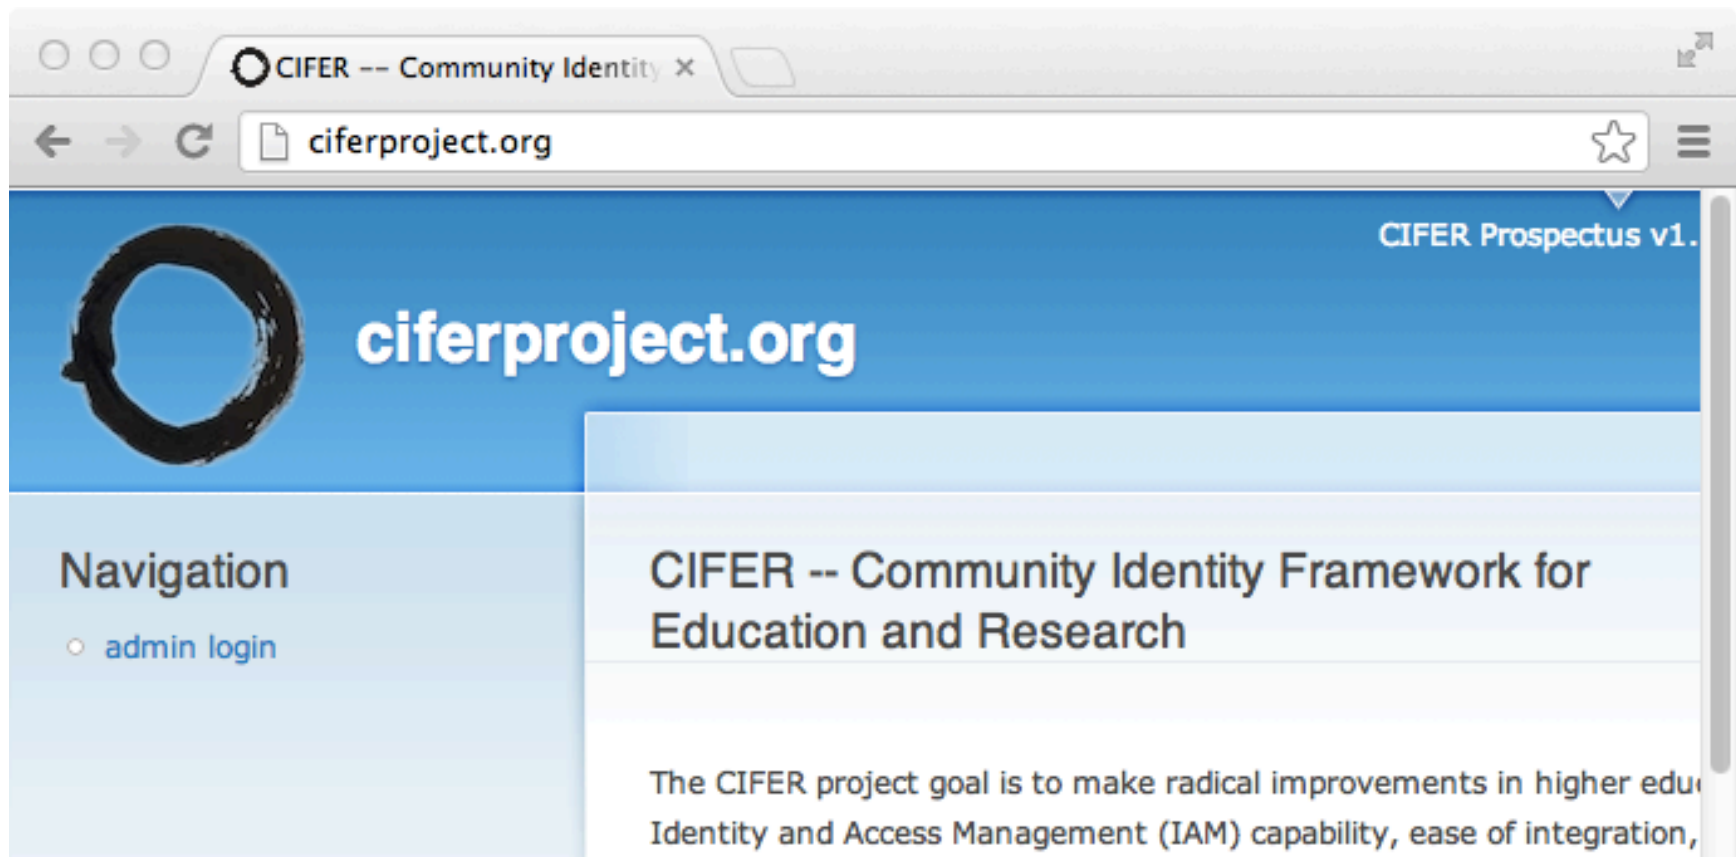 CIFER -- Community Identity
ciferproject.org
CIFER Prospectus v1.
ciferproject.org
Navigation
admin login
CIFER -- Community Identity Framework for
Education and Research
The CIFER project goal is to make radical improvements in higher edu
Identity and Access Management (IAM) capability, ease of integration,